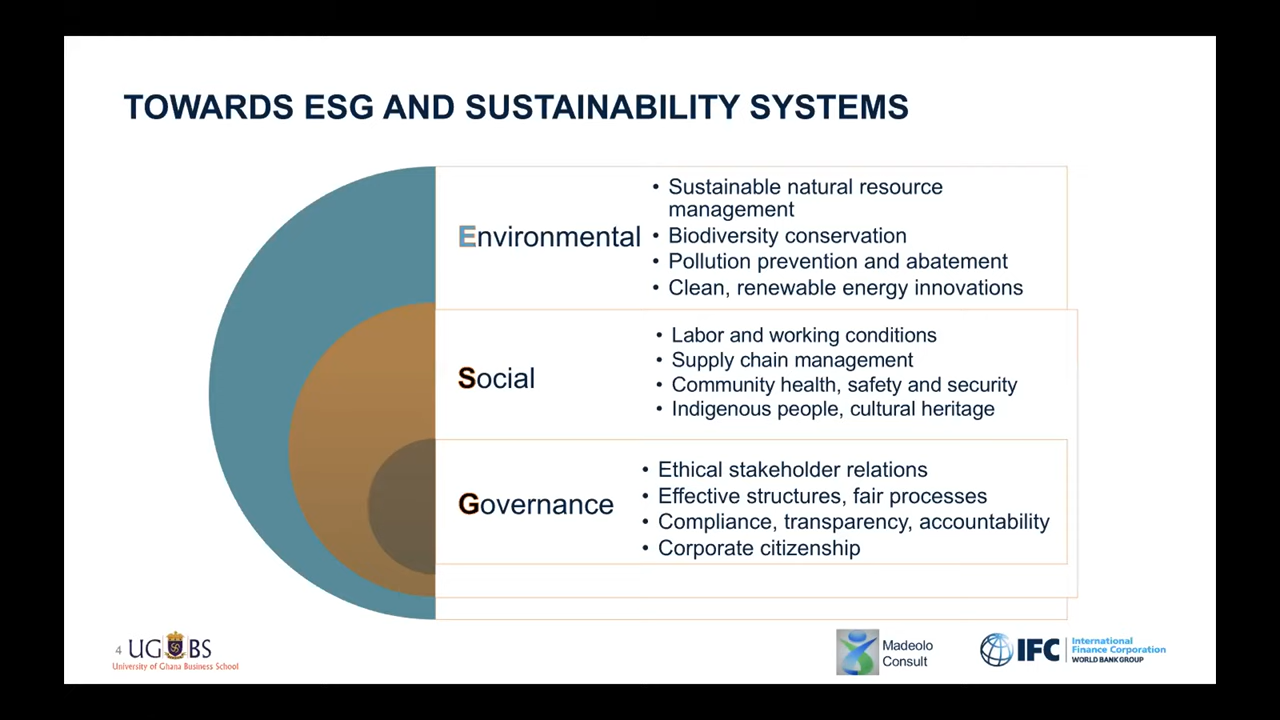 TOWARDS ESG AND SUSTAINABILITY SYSTEMS
Environmental
• Sustainable natural resource
management
• Biodiversity conservation
• Pollution prevention and abatement
• Clean, renewable energy innovations
Social
• Labor and working conditions
• Supply chain management
• Community health, safety and security
• Indigenous people, cultural heritage
Governance
• Ethical stakeholder relations
• Effective structures, fair processes
• Compliance, transparency, accountability
• Corporate citizenship
4
UGBS
University of Ghana Business School
Madeolo
Consult
IFC
International
Finance Corporation
WORLD BANK GROUP